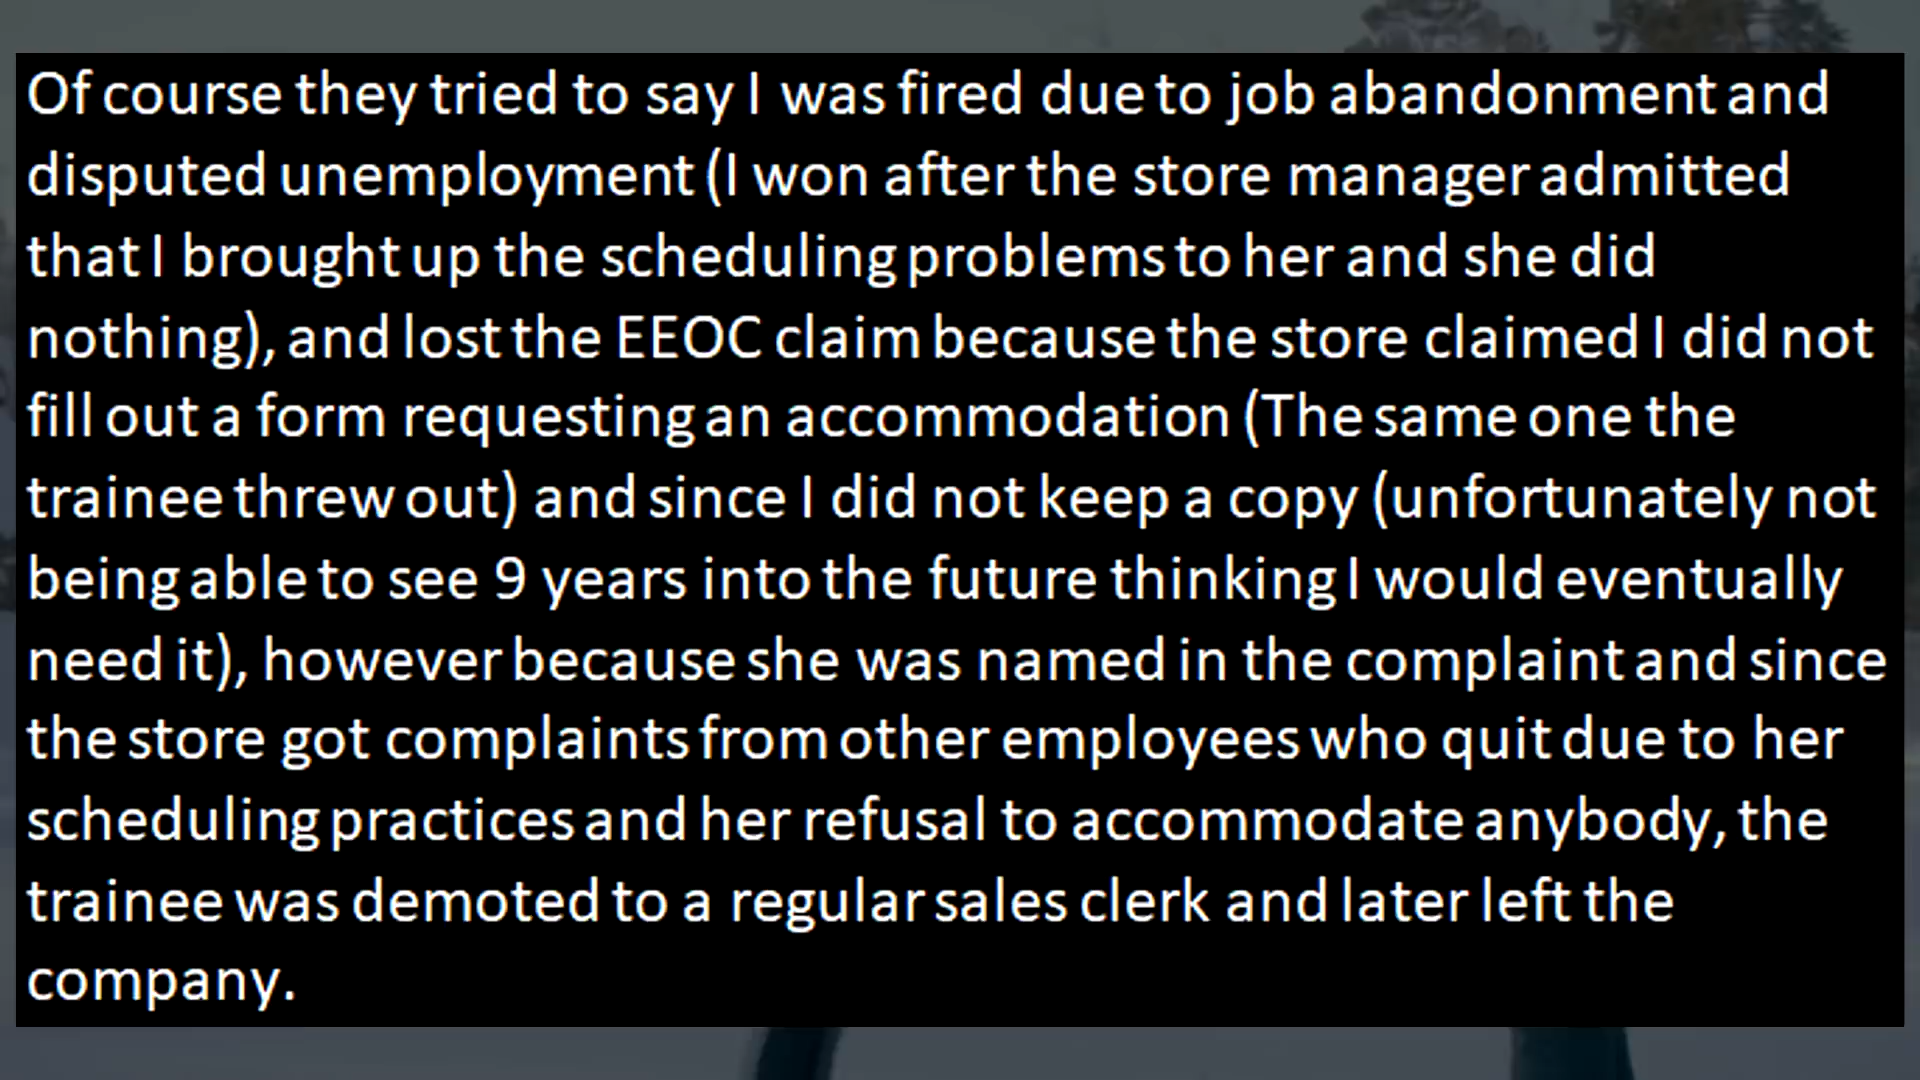 Of course they tried to say I was fired due to job abandonment and
disputed unemployment (I won after the store manager admitted
that I brought up the scheduling problems to her and she did
nothing), and lost the EEOC claim because the store claimed I did not
fill out a form requesting an accommodation (The same one the
trainee threw out) and since I did not keep a copy (unfortunately not
being able to see 9 years into the future thinking I would eventually
need it), however because she was named in the complaint and since
the store got complaints from other employees who quit due to her
scheduling practices and her refusal to accommodate anybody, the
trainee was demoted to a regular sales clerk and later left the
company.